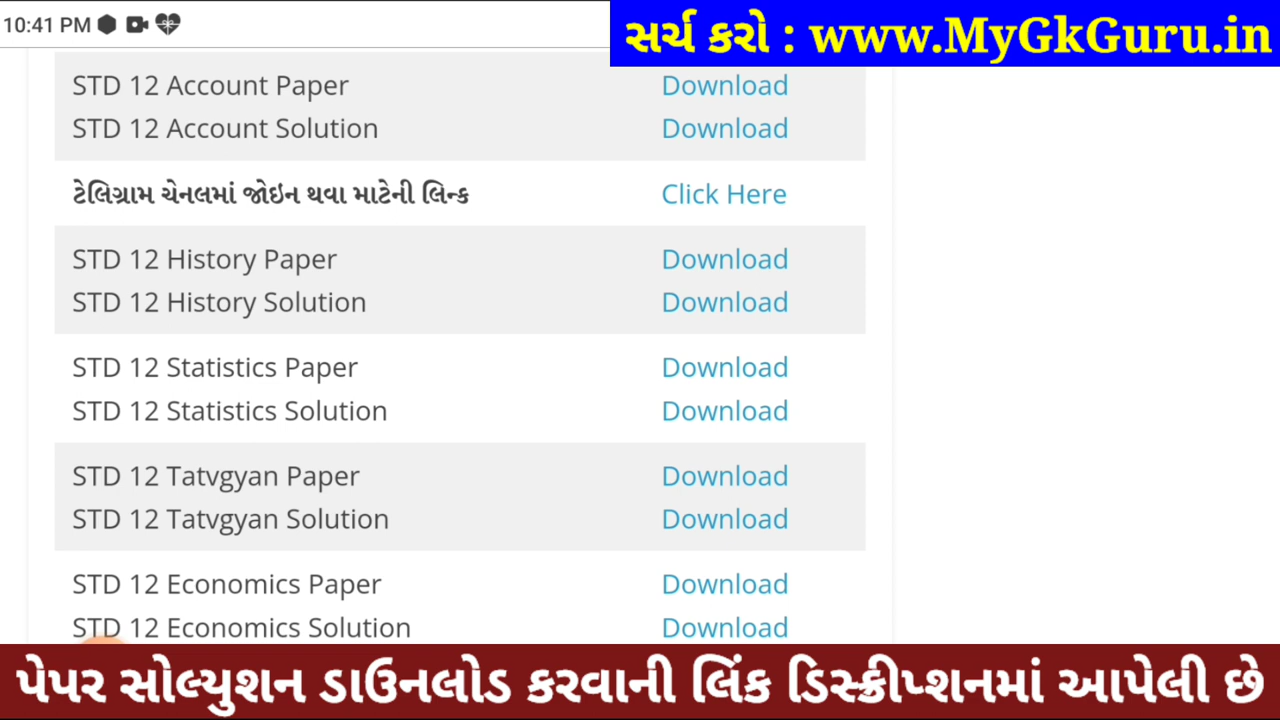 10:41 PM
સર્ચ કરો : www.MyGkGuru.in
STD 12 Account Paper Download
STD 12 Account Solution Download
ટેલિગ્રામ ચેનલમાં જોઇન થવા માટેની લિન્ક Click Here
STD 12 History Paper Download
STD 12 History Solution Download
STD 12 Statistics Paper Download
STD 12 Statistics Solution Download
STD 12 Tatvgyan Paper Download
STD 12 Tatvgyan Solution Download
STD 12 Economics Paper Download
STD 12 Economics Solution Download
પેપર સોલ્યુશન ડાઉનલોડ કરવાની લિંક ડિસ્ક્રીપ્શનમાં આપેલી છે